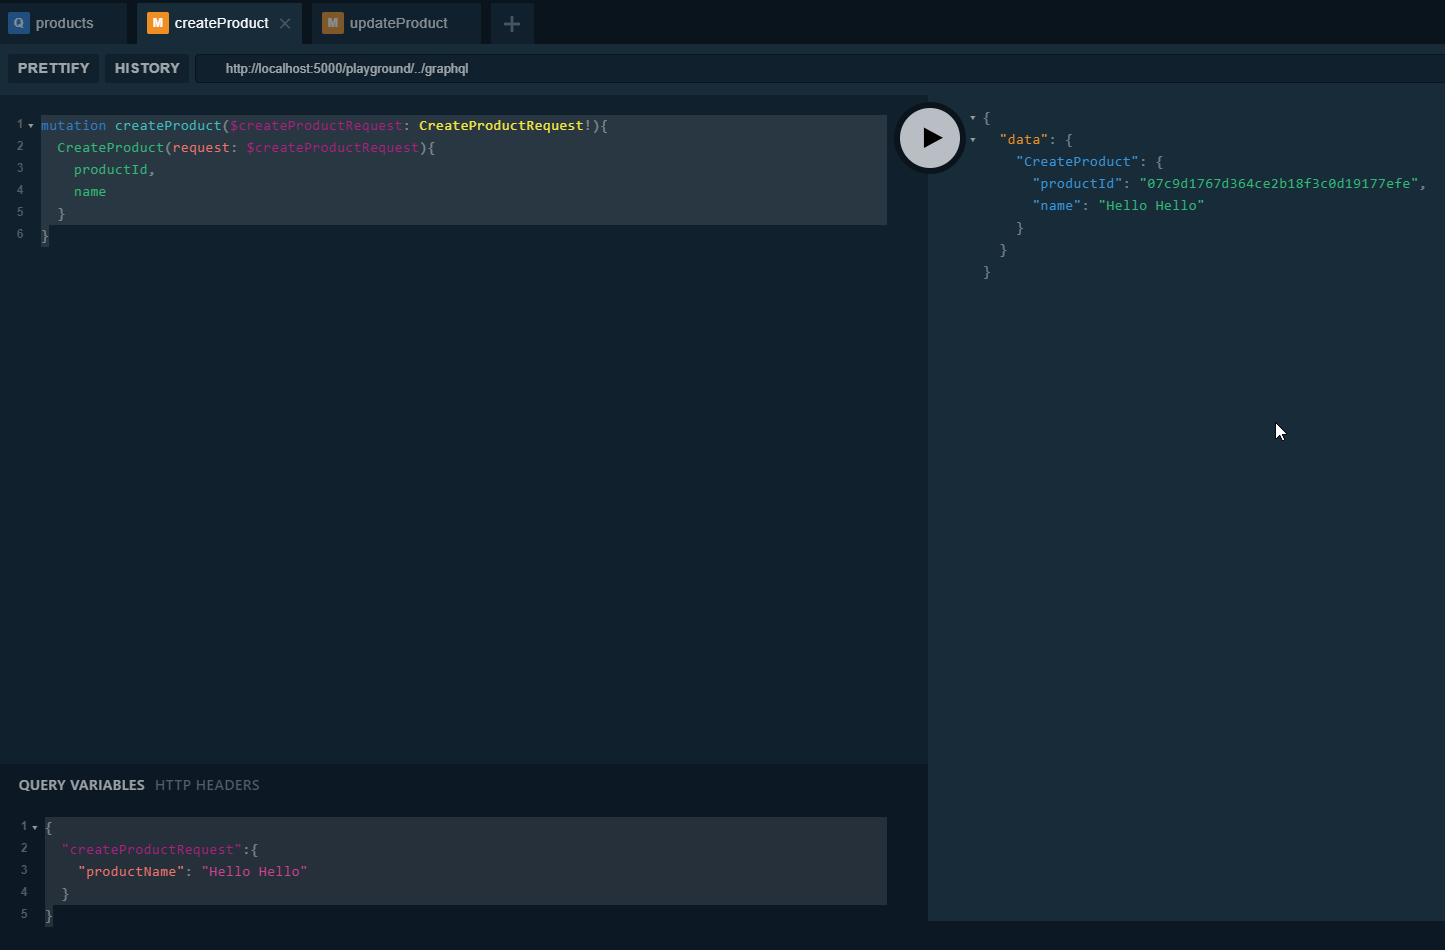 Q products
M createProduct
M updateProduct
PRETTIFY
HISTORY
http://localhost:5000/playground/../graphql
1 mutation createProduct($createProductRequest: CreateProductRequest!){
2 CreateProduct(request: $createProductRequest){
3 productId,
4 name
5 }
6 }
{
"data": {
"CreateProduct": {
"productId": "07c9d1767d364ce2b18f3c0d19177efe",
"name": "Hello Hello"
}
}
}
QUERY VARIABLES
HTTP HEADERS
1 {
2 "createProductRequest":{
3 "productName": "Hello Hello"
4 }
5 }